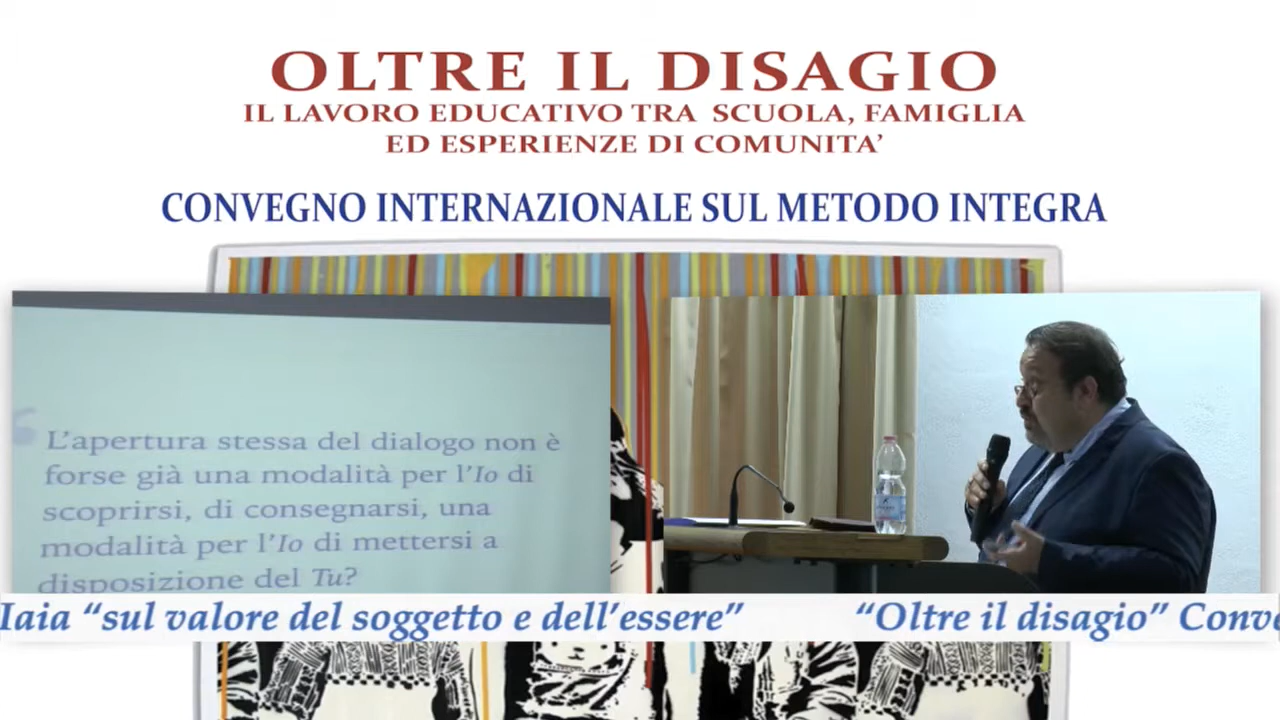 OLTRE IL DISAGIO
IL LAVORO EDUCATIVO TRA SCUOLA, FAMIGLIA
ED ESPERIENZE DI COMUNITA’
CONVEGNO INTERNAZIONALE SUL METODO INTEGRA
L’apertura stessa del dialogo non è
forse già una modalità per l’Io di
scoprirsi, di consegnarsi, una
modalità per l’Io di mettersi a
disposizione del Tu?
Iaia “sul valore del soggetto e dell’essere” “Oltre il disagio” Conve